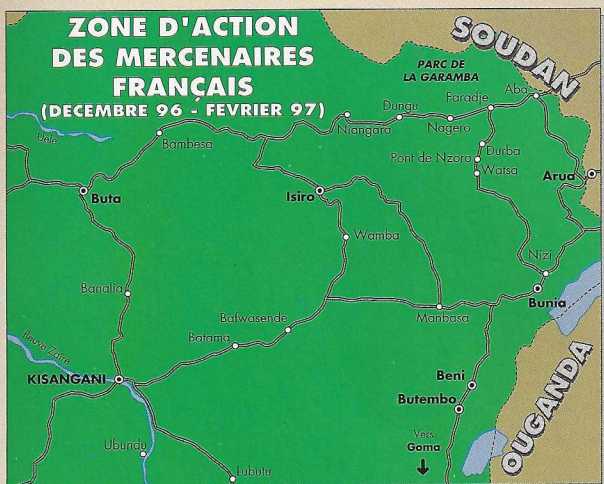 ZONE D'ACTION
DES MERCENAIRES
FRANÇAIS
(DECEMBRE 96 - FEVRIER 97)
SOUDAN
PARC DE
LA GARAMBA
Aba
Faradje
Dungu
Niangara
Nagero
Uele
Bambesa
Durba
Pont de Nzoro
Watsa
Arua
Buta
Isiro
Wamba
Nizi
Banalia
Bunia
Manbasa
Bafwasende
Batama
fleuve Zaïre
KISANGANI
Beni
Butembo
OUGANDA
Vers
Goma
Ubundu
Lubutu